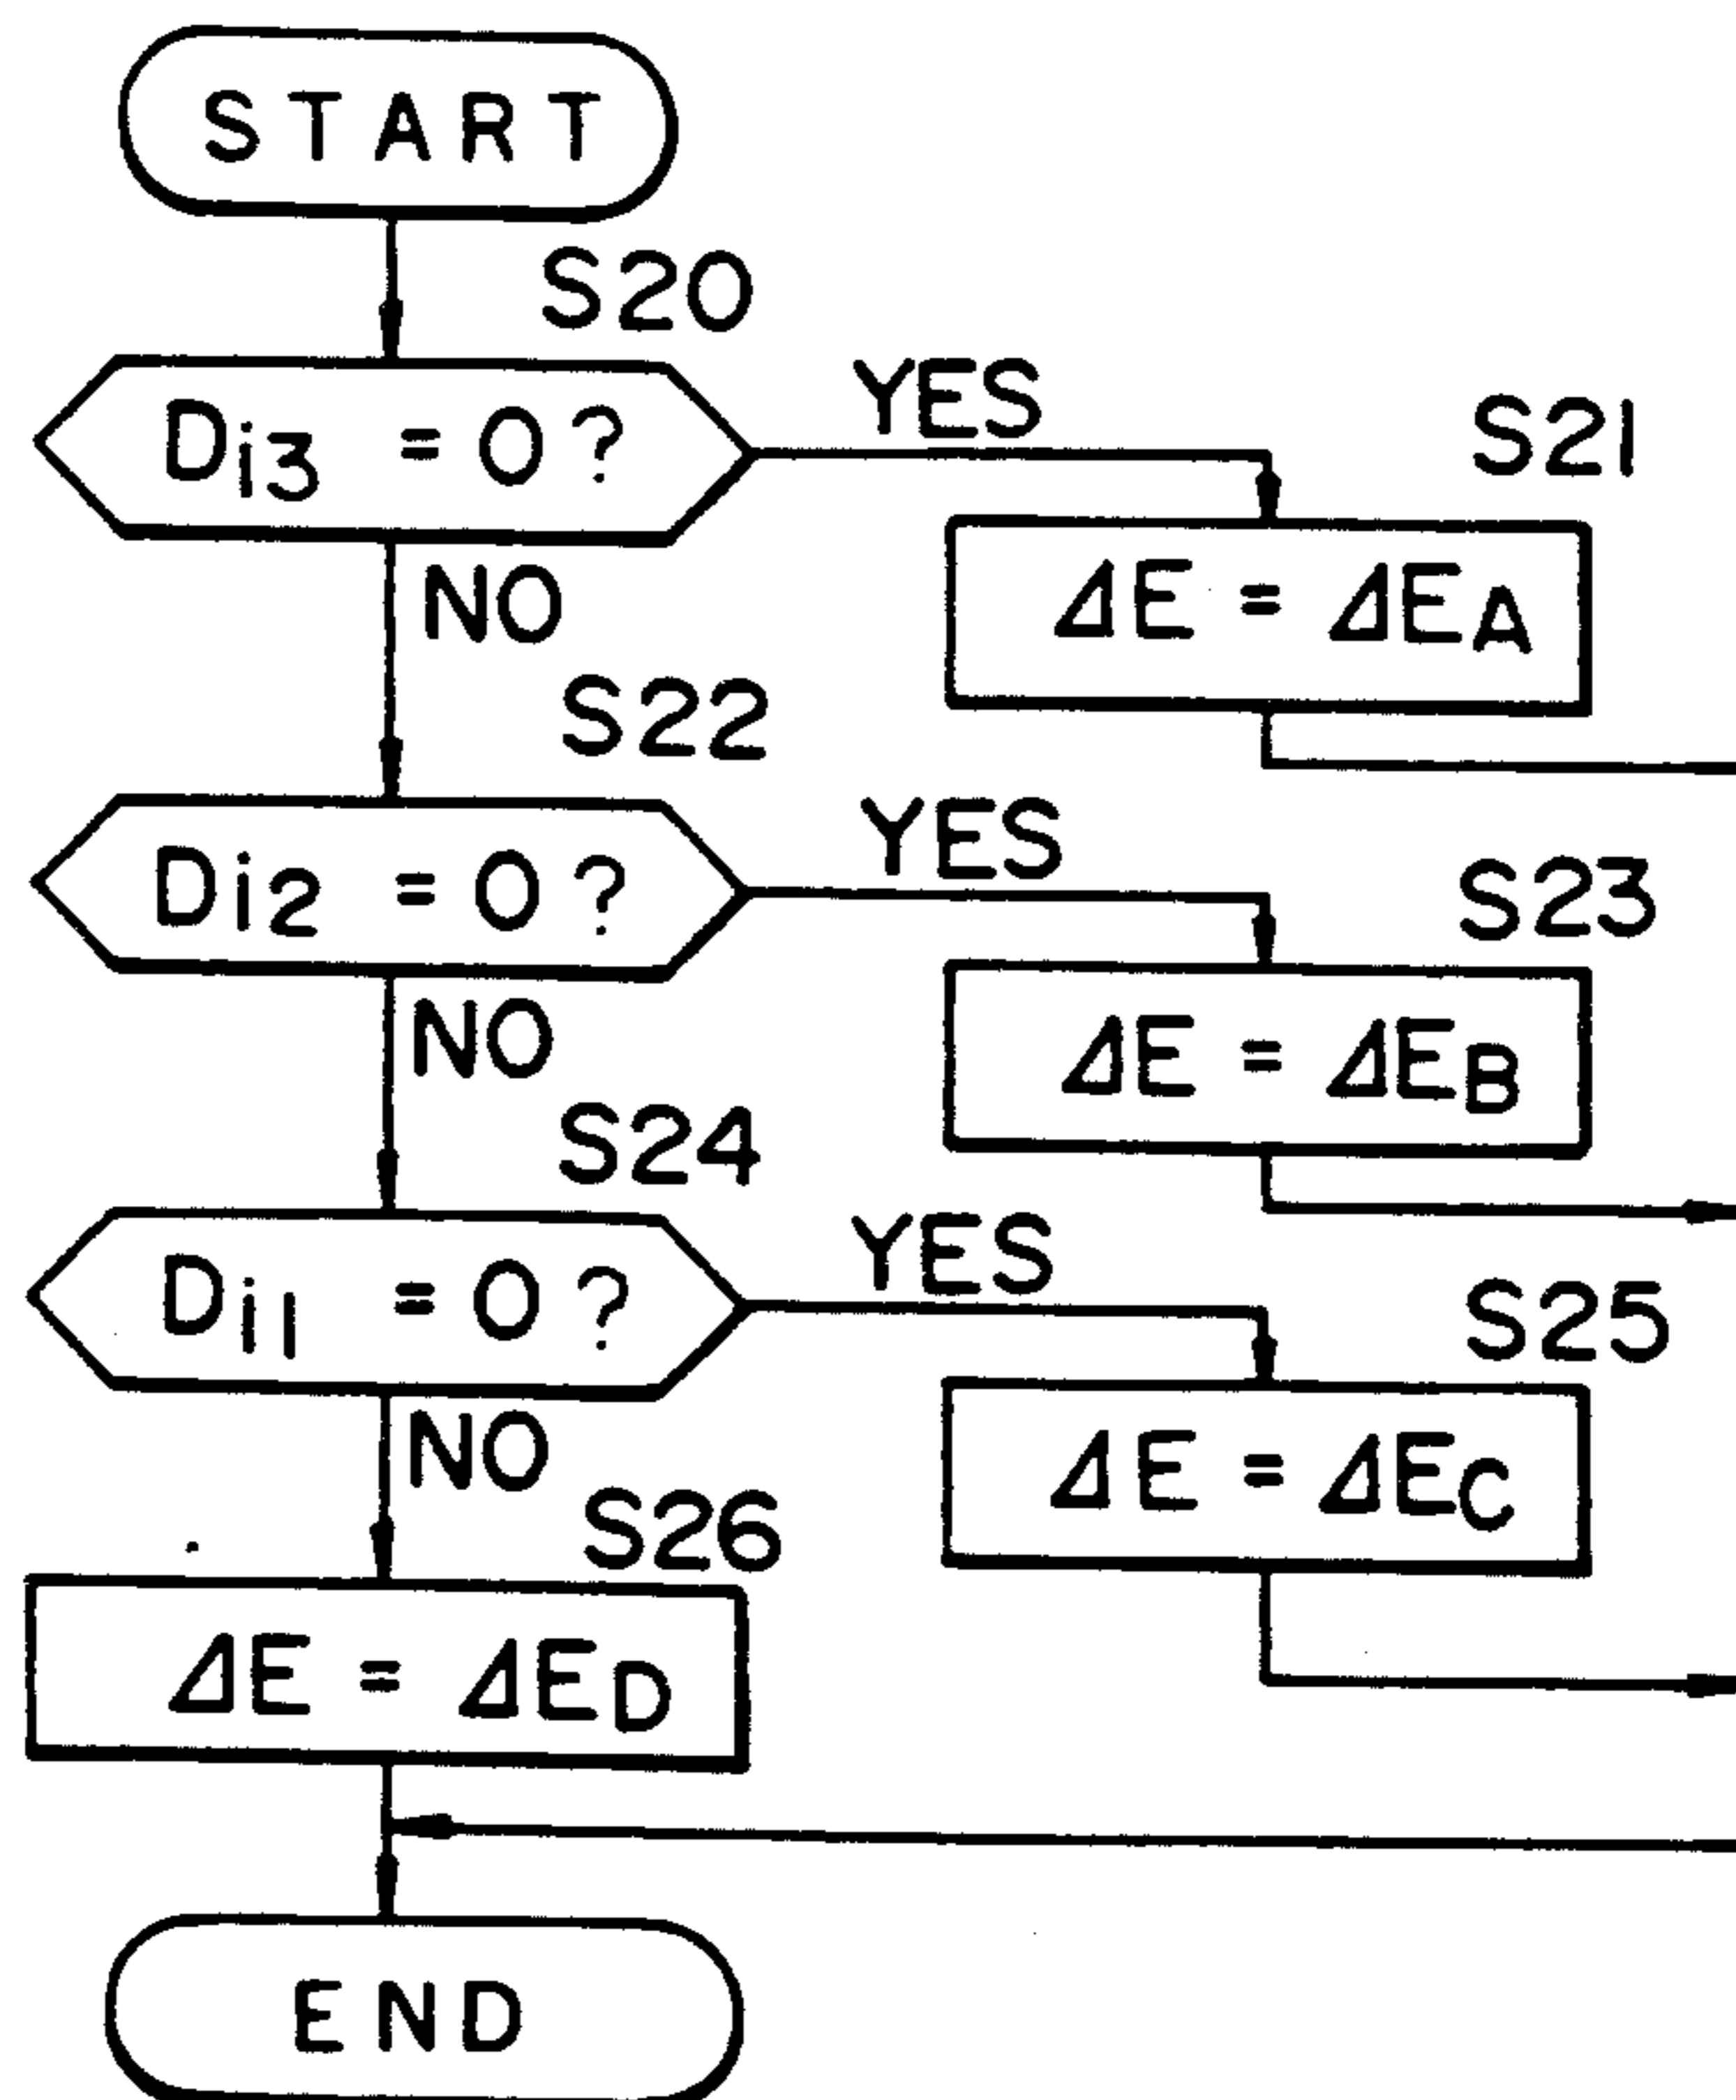 START
S20
Di3 = 0 ?
YES
S21
ΔE = ΔEA
NO
S22
Di2 = 0 ?
YES
S23
ΔE = ΔEB
NO
S24
Di1 = 0 ?
YES
S25
ΔE = ΔEC
NO
S26
ΔE = ΔED
END